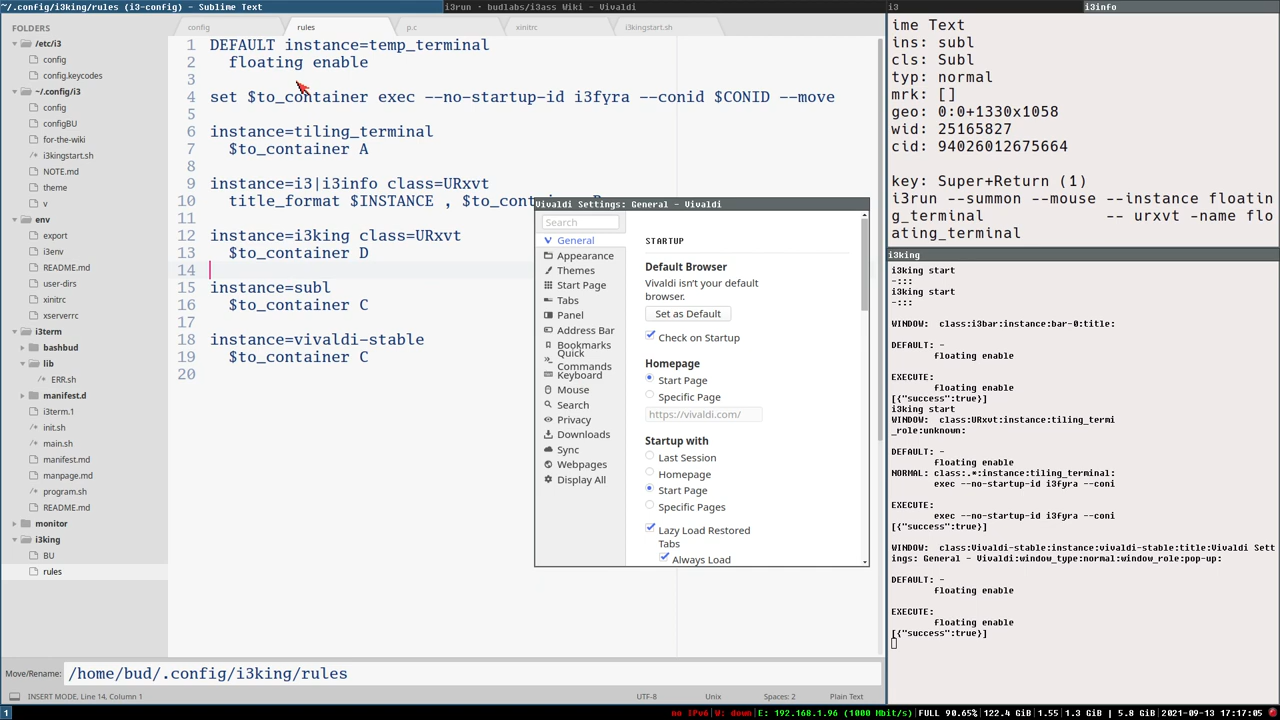 ~/.config/i3king/rules (i3-config) - Sublime Text
i3run · budlabs/i3ass Wiki - Vivaldi
i3
i3info
FOLDERS
/etc/i3
config
config.keycodes
~/.config/i3
config
configBU
for-the-wiki
/* i3kingstart.sh
NOTE.md
theme
v
env
export
i3env
README.md
user-dirs
xinitrc
xserverrc
i3term
bashbud
lib
/* ERR.sh
manifest.d
i3term.1
/* init.sh
/* main.sh
manifest.md
manpage.md
/* program.sh
README.md
monitor
i3king
BU
rules
config
rules
p.c
xinitrc
i3kingstart.sh
1 DEFAULT instance=temp_terminal
2 floating enable
3
4 set $to_container exec --no-startup-id i3fyra --conid $CONID --move
5
6 instance=tiling_terminal
7 $to_container A
8
9 instance=i3|i3info class=URxvt
10 title_format $INSTANCE , $to_cont
11
12 instance=i3king class=URxvt
13 $to_container D
14
15 instance=subl
16 $to_container C
17
18 instance=vivaldi-stable
19 $to_container C
20
Vivaldi Settings: General - Vivaldi
Search
General
Appearance
Themes
Start Page
Tabs
Panel
Address Bar
Bookmarks
Quick
Commands
Keyboard
Mouse
Search
Privacy
Downloads
Sync
Webpages
Display All
STARTUP
Default Browser
Vivaldi isn't your default
browser.
Set as Default
Check on Startup
Homepage
Start Page
Specific Page
https://vivaldi.com/
Startup with
Last Session
Homepage
Start Page
Specific Pages
Lazy Load Restored
Tabs
Always Load
Move/Rename: /home/bud/.config/i3king/rules
INSERT MODE, Line 14, Column 1
UTF-8
Unix
Spaces: 2
Plain Text
ime Text
ins: subl
cls: Subl
typ: normal
mrk: []
geo: 0:0+1330x1058
wid: 25165827
cid: 94026012675664
key: Super+Return (1)
i3run --summon --mouse --instance floatin
g_terminal -- urxvt -name flo
ating_terminal
i3king
i3king start
-:::
i3king start
-:::
WINDOW: class:i3bar:instance:bar-0:title:
DEFAULT: -
floating enable
EXECUTE:
floating enable
[{"success":true}]
i3king start
WINDOW: class:URxvt:instance:tiling_termi
_role:unknown:
DEFAULT: -
floating enable
NORMAL: class:.*:instance:tiling_terminal:
exec --no-startup-id i3fyra --coni
EXECUTE:
exec --no-startup-id i3fyra --coni
[{"success":true}]
WINDOW: class:Vivaldi-stable:instance:vivaldi-stable:title:Vivaldi Sett
ings: General - Vivaldi:window_type:normal:window_role:pop-up:
DEFAULT: -
floating enable
EXECUTE:
floating enable
[{"success":true}]
1
no IPv6| W: down| E: 192.168.1.96 (1000 Mbit/s)| FULL 90.65%| 122.4 GiB | 1.55 | 1.3 GiB | 5.8 GiB | 2021-09-13 17:17:05